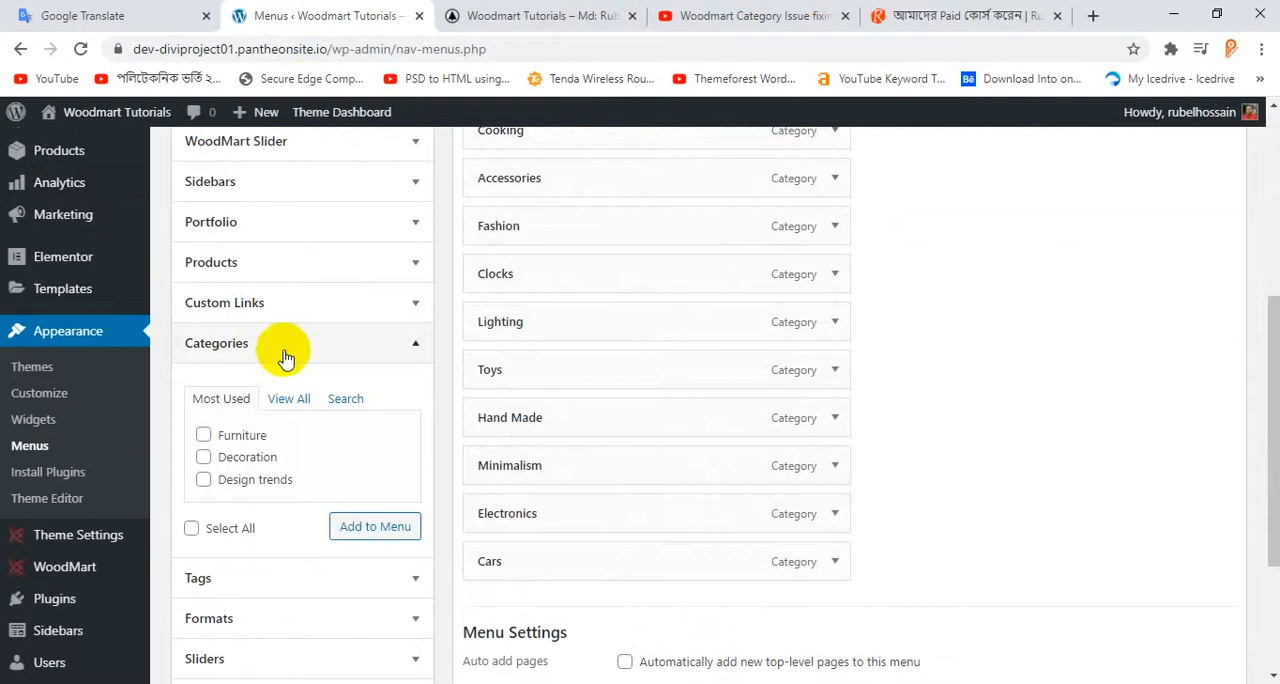 Google Translate
Menus ‹ Woodmart Tutorials —
Woodmart Tutorials – Md: Rub
Woodmart Category Issue fixin
আমাদের Paid কোর্স করেন | Ru
dev-diviproject01.pantheonsite.io/wp-admin/nav-menus.php
YouTube
পলিটেকনিক ভর্তি ২...
Secure Edge Comp...
PSD to HTML using...
Tenda Wireless Rou...
Themeforest Word...
YouTube Keyword T...
Download Into on...
My Icedrive - Icedrive
Woodmart Tutorials
0
New
Theme Dashboard
Howdy, rubelhossain
Products
Analytics
Marketing
Elementor
Templates
Appearance
Themes
Customize
Widgets
Menus
Install Plugins
Theme Editor
Theme Settings
WoodMart
Plugins
Sidebars
Users
WoodMart Slider
Sidebars
Portfolio
Products
Custom Links
Categories
Most Used
View All
Search
Furniture
Decoration
Design trends
Select All
Add to Menu
Tags
Formats
Sliders
Cooking Category
Accessories Category
Fashion Category
Clocks Category
Lighting Category
Toys Category
Hand Made Category
Minimalism Category
Electronics Category
Cars Category
Menu Settings
Auto add pages
Automatically add new top-level pages to this menu